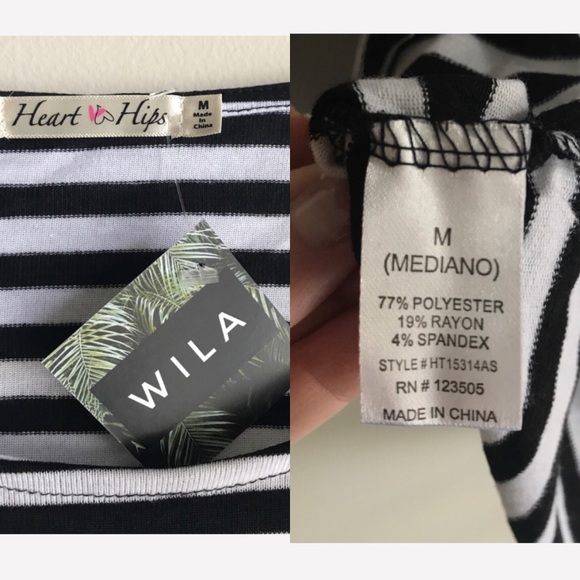 Heart Hips
M
Made
In
China
WILA
M
(MEDIANO)
77% POLYESTER
19% RAYON
4% SPANDEX
STYLE # HT15314AS
RN # 123505
MADE IN CHINA